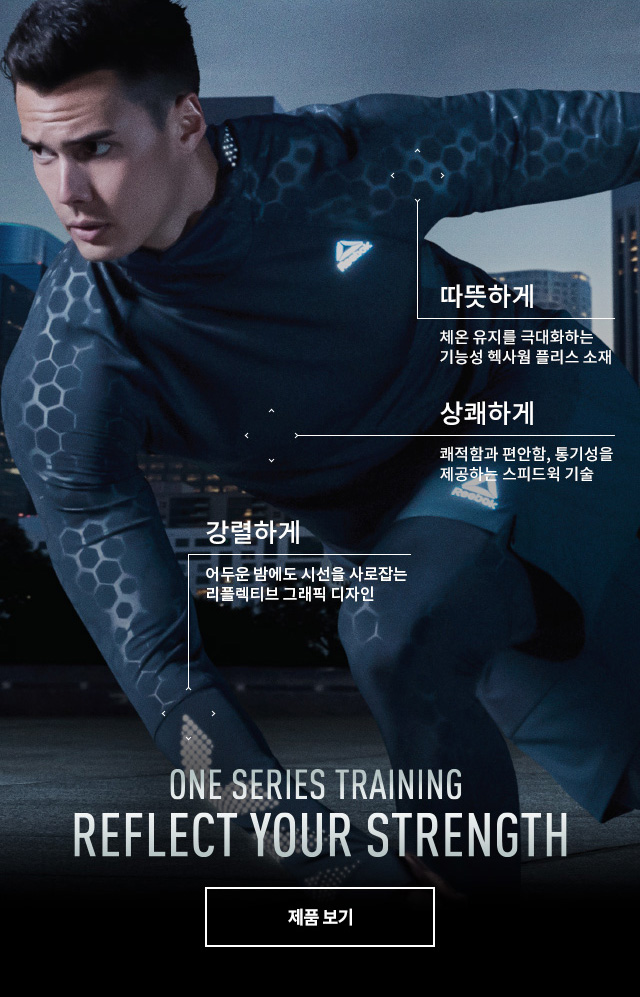 Reebok
따뜻하게
체온 유지를 극대화하는
기능성 헥사웜 플리스 소재
상쾌하게
쾌적함과 편안함, 통기성을
제공하는 스피드윅 기술
Reebok
강렬하게
어두운 밤에도 시선을 사로잡는
리플렉티브 그래픽 디자인
ONE SERIES TRAINING
REFLECT YOUR STRENGTH
제품 보기